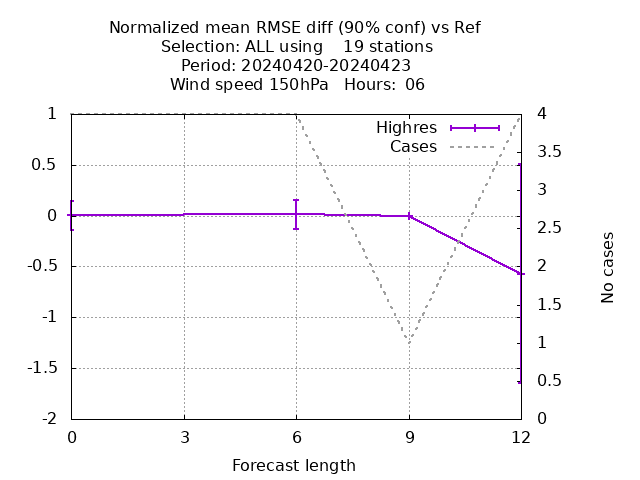 Normalized mean RMSE diff (90% conf) vs Ref
Selection: ALL using 19 stations
Period: 20240420-20240423
Wind speed 150hPa Hours: 06
Highres
Cases
1
0.5
0
-0.5
-1
-1.5
-2
4
3.5
3
2.5
2
1.5
1
0.5
0
No cases
0 3 6 9 12
Forecast length